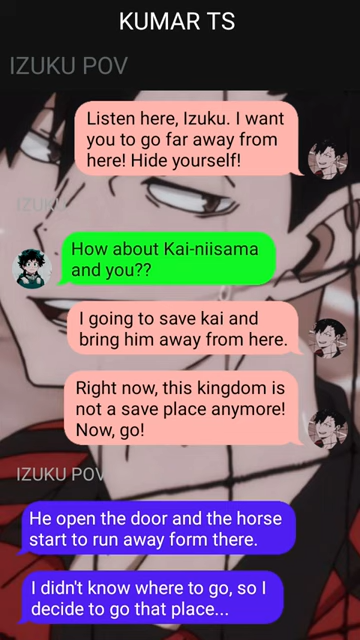 KUMAR TS
IZUKU POV
Listen here, Izuku. I want
you to go far away from
here! Hide yourself!
IZUKU
How about Kai-niisama
and you??
I going to save kai and
bring him away from here.
Right now, this kingdom is
not a save place anymore!
Now, go!
IZUKU POV
He open the door and the horse
start to run away form there.
I didn't know where to go, so I
decide to go that place...